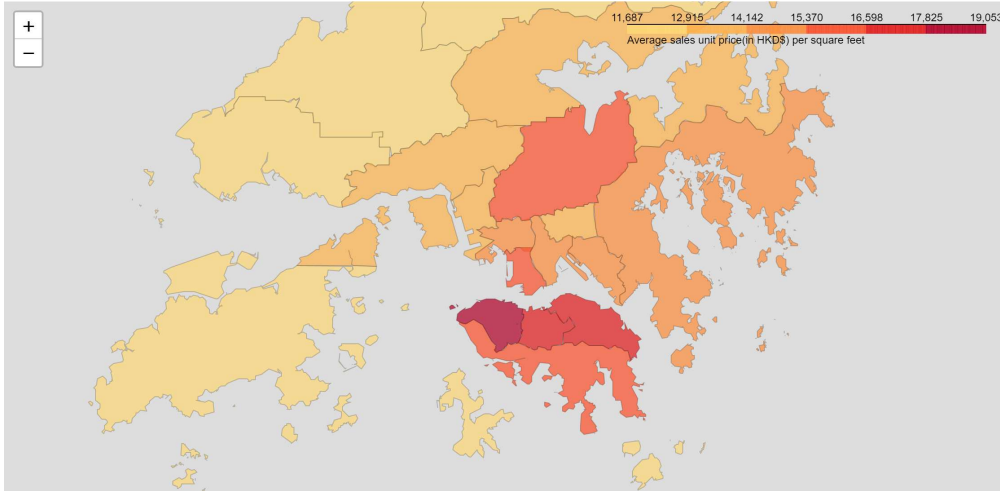 +
11,687 12,915 14,142 15,370 16,598 17,825 19,053
Average sales unit price(in HKD$) per square feet
−